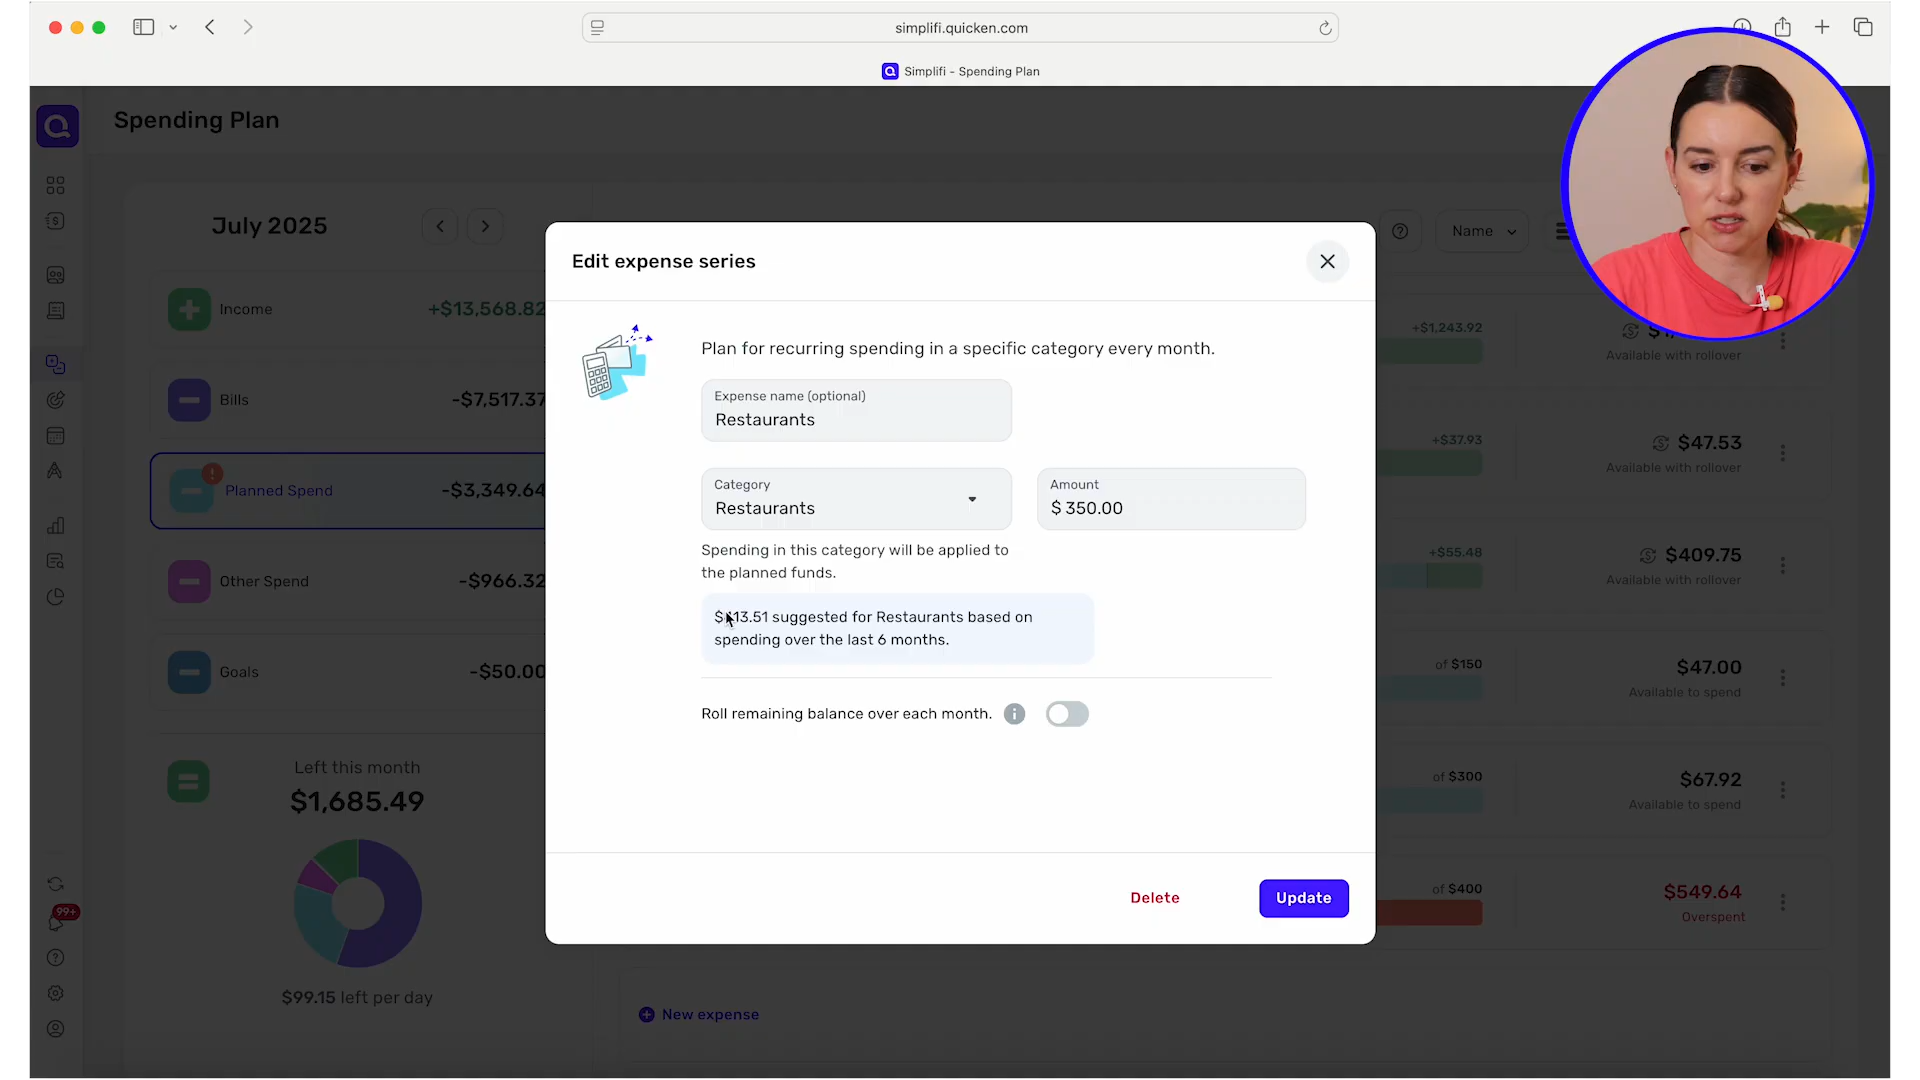 simplifi.quicken.com
Simplifi - Spending Plan
Spending Plan
July 2025
Name
Income
+$13,568.82
Bills
-$7,517.37
Planned Spend
-$3,349.64
Other Spend
-$966.32
Goals
-$50.00
Left this month
$1,685.49
$99.15 left per day
99+
Edit expense series
Plan for recurring spending in a specific category every month.
Expense name (optional)
Restaurants
Category
Restaurants
Amount
$ 350.00
Spending in this category will be applied to
the planned funds.
suggested for Restaurants based on
spending over the last 6 months.
Roll remaining balance over each month.
Delete
Update
+$1,243.92
Available with rollover
+$37.93
$47.53
Available with rollover
+$55.48
$409.75
Available with rollover
of $150
$47.00
Available to spend
of $300
$67.92
Available to spend
of $400
$549.64
Overspent
New expense